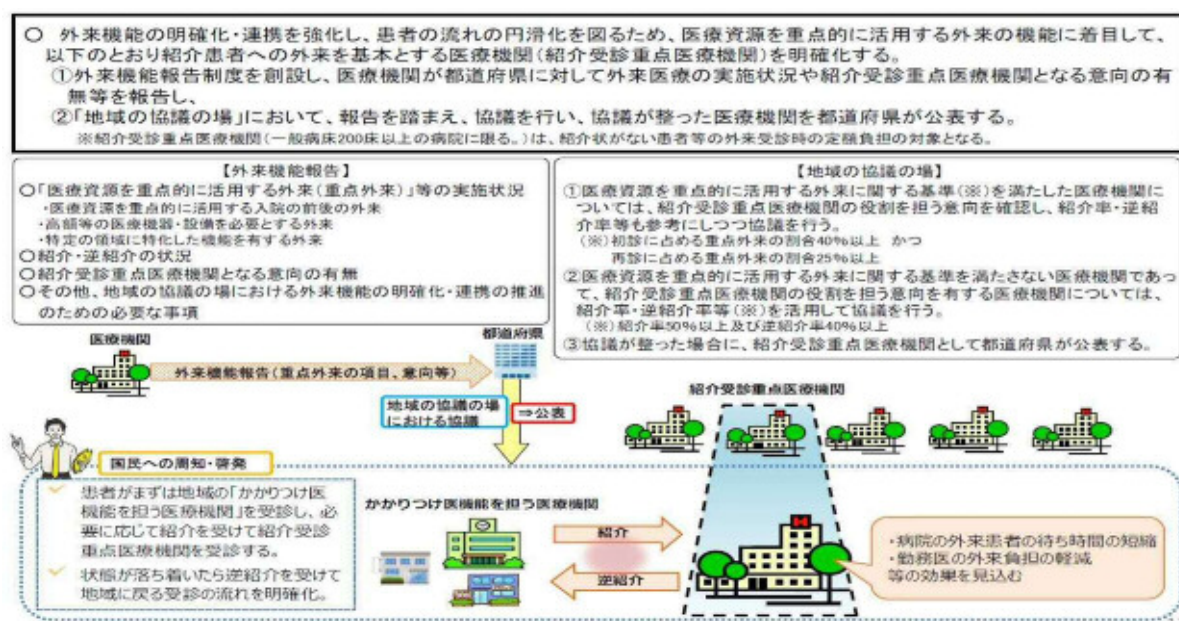 ○ 外来機能の明確化・連携を強化し、患者の流れの円滑化を図るため、医療資源を重点的に活用する外来の機能に着目して、
以下のとおり紹介患者への外来を基本とする医療機関(紹介受診重点医療機関)を明確化する。
①外来機能報告制度を創設し、医療機関が都道府県に対して外来医療の実施状況や紹介受診重点医療機関となる意向の有
無等を報告し、
②「地域の協議の場」において、報告を踏まえ、協議を行い、協議が整った医療機関を都道府県が公表する。
※紹介受診重点医療機関(一般病床200床以上の病院に限る。)は、紹介状がない患者等の外来受診時の定額負担の対象となる。
【外来機能報告】
○「医療資源を重点的に活用する外来(重点外来)」等の実施状況
・医療資源を重点的に活用する入院の前後の外来
・高額等の医療機器・設備を必要とする外来
・特定の領域に特化した機能を有する外来
○紹介・逆紹介の状況
○紹介受診重点医療機関となる意向の有無
○その他、地域の協議の場における外来機能の明確化・連携の推進
のための必要な事項
【地域の協議の場】
①医療資源を重点的に活用する外来に関する基準(※)を満たした医療機関に
ついては、紹介受診重点医療機関の役割を担う意向を確認し、紹介率・逆紹
介率等も参考にしつつ協議を行う。
(※)初診に占める重点外来の割合40%以上 かつ
再診に占める重点外来の割合25%以上
②医療資源を重点的に活用する外来に関する基準を満たさない医療機関であっ
て、紹介受診重点医療機関の役割を担う意向を有する医療機関については、
紹介率・逆紹介率等(※)を活用して協議を行う。
(※)紹介率50%以上及び逆紹介率40%以上
③協議が整った場合に、紹介受診重点医療機関として都道府県が公表する。
医療機関
都道府県
外来機能報告(重点外来の項目、意向等)
地域の協議の場
における協議
⇒公表
紹介受診重点医療機関
国民への周知・啓発
✓ 患者がまずは地域の「かかりつけ医
機能を担う医療機関」を受診し、必
要に応じて紹介を受けて紹介受診
重点医療機関を受診する。
✓ 状態が落ち着いたら逆紹介を受けて
地域に戻る受診の流れを明確化。
かかりつけ医機能を担う医療機関
紹介
逆紹介
・病院の外来患者の待ち時間の短縮
・勤務医の外来負担の軽減
等の効果を見込む